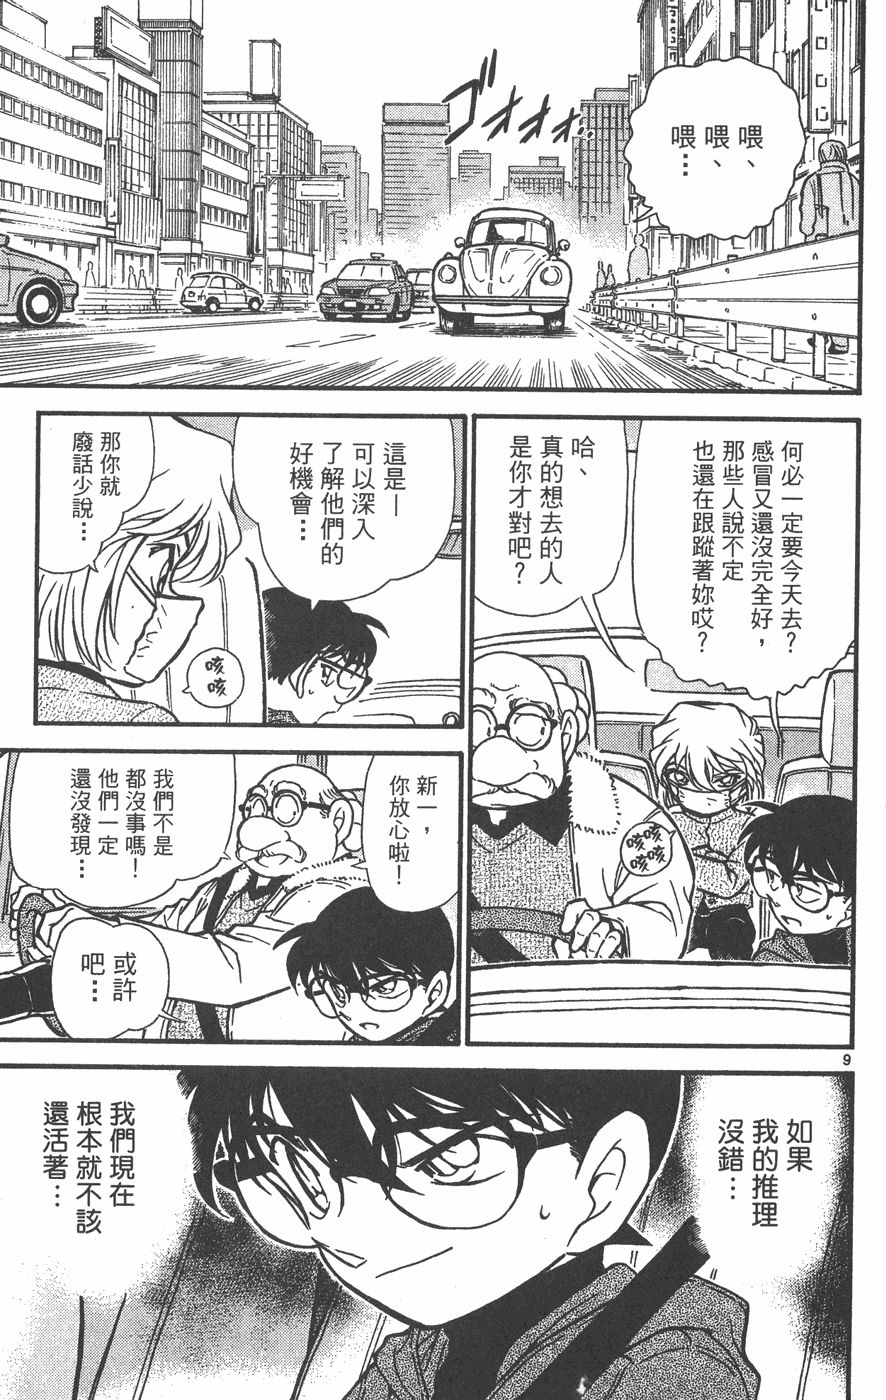 喂、
喂、
喂…
ゴオオオォ..
何必一定要今天去?
感冒又還沒完全好，
那些人說不定
也還在跟蹤著妳哎?
哈、
真的想去的人
是你才對吧?
咳咳
咳咳
這是—
可以深入
了解他們的
好機會…
那你就
廢話少說…
咳
咳
新一，
你放心啦!
我們不是
都沒事嗎!
他們一定
還沒發現…
或許
吧…
9
如果
我的推理
沒錯…
我們現在
根本就不該
還活著…